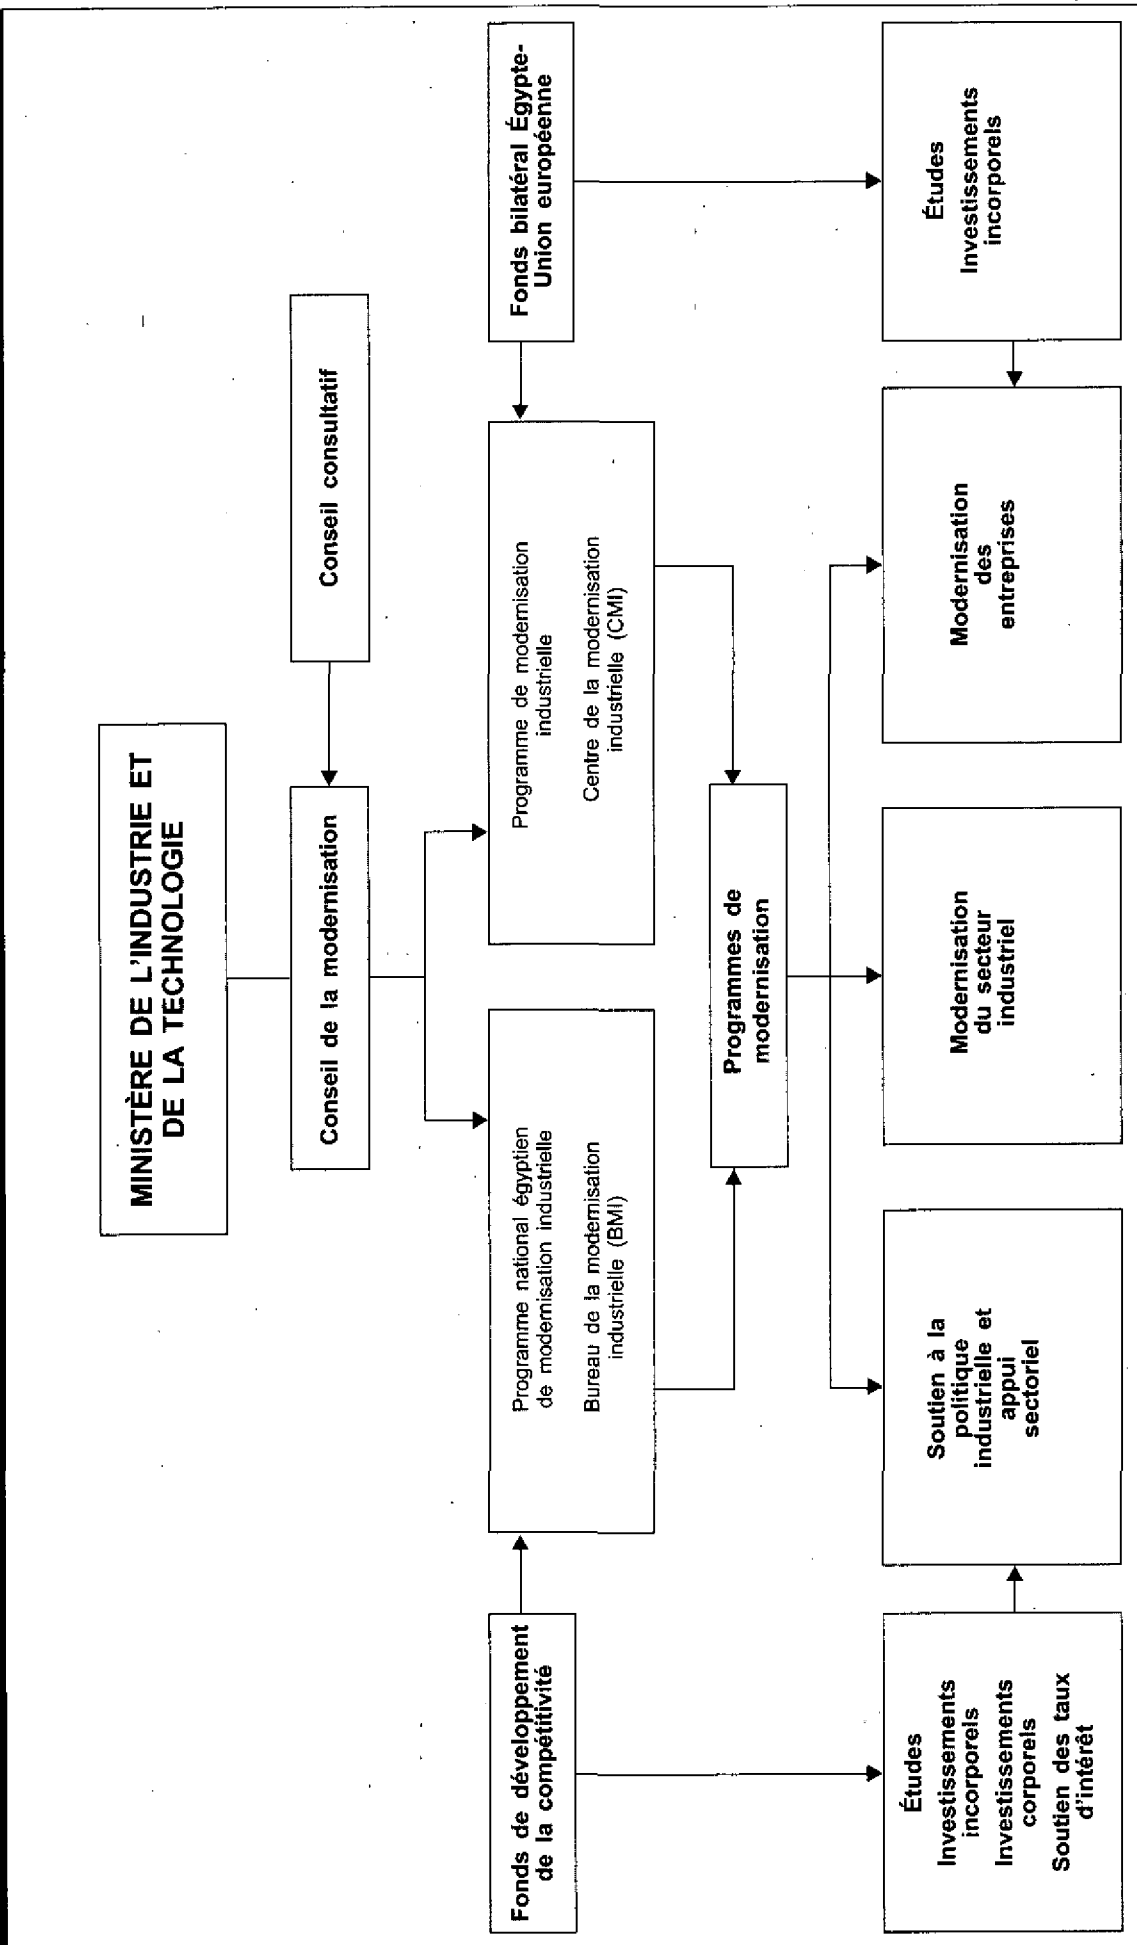 MINISTÈRE DE L'INDUSTRIE ET
DE LA TECHNOLOGIE
Conseil de la modernisation
Conseil consultatif
Fonds de développement
de la compétitivité
Programme national égyptien
de modernisation industrielle
Bureau de la modernisation
industrielle (BMI)
Programme de modernisation
industrielle
Centre de la modernisation
industrielle (CMI)
Fonds bilatéral Égypte-
Union européenne
Programmes de
modernisation
Études
Investissements
incorporels
Investissements
corporels
Soutien des taux
d'intérêt
Soutien à la
politique
industrielle et
appui
sectoriel
Modernisation
du secteur
industriel
Modernisation
des
entreprises
Études
Investissements
incorporels